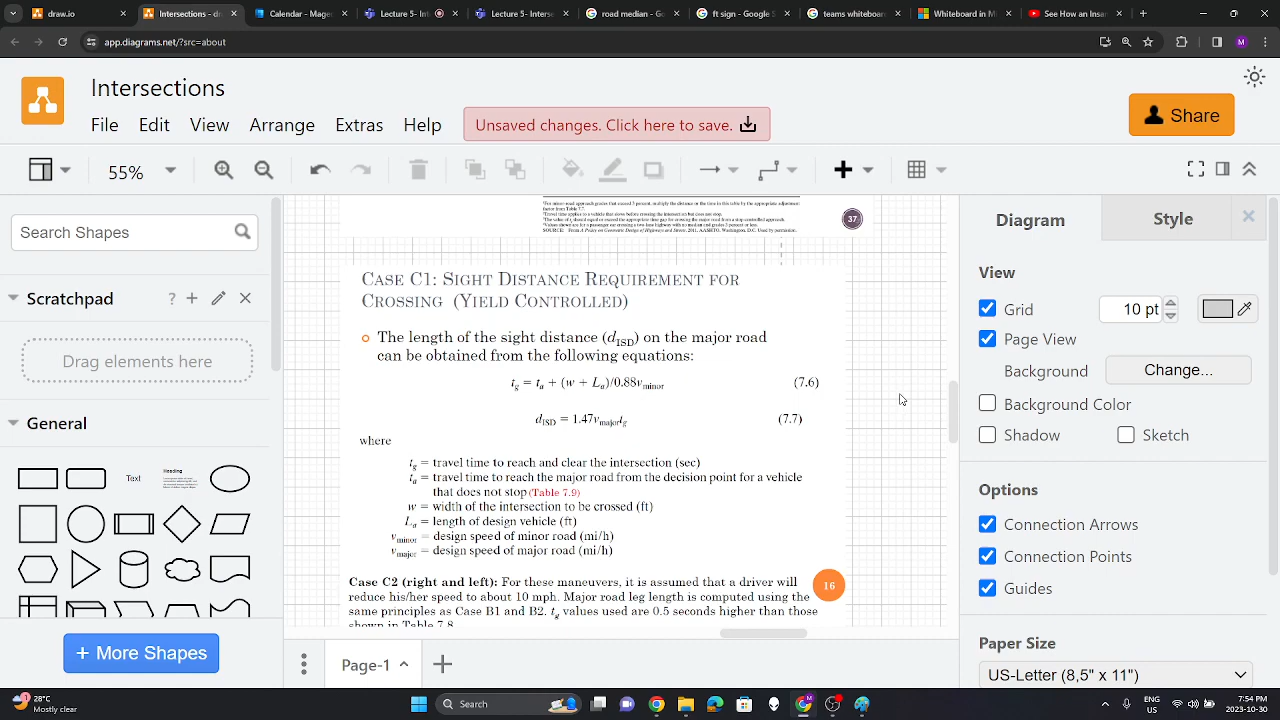 draw.io
Intersections - dr
Calendar - Mager
Lecture 5- Int
Lecture 5- Interse
road median - G
ft sign - Google S
teams whiteboard
Whiteboard in Mi
See How an Insan
app.diagrams.net/?src=about
Intersections
File Edit View Arrange Extras Help
Unsaved changes. Click here to save.
Share
55%
Search Shapes
Scratchpad
Drag elements here
General
Text
Heading
+ More Shapes
37
CASE C1: SIGHT DISTANCE REQUIREMENT FOR
CROSSING (YIELD CONTROLLED)
The length of the sight distance (dISD) on the major road
can be obtained from the following equations:
tg = ta + (w + La)/0.88vminor (7.6)
dISD = 1.47vmajortg (7.7)
where
tg = travel time to reach and clear the intersection (sec)
ta = travel time to reach the major road from the decision point for a vehicle
that does not stop (Table 7.9)
w = width of the intersection to be crossed (ft)
La = length of design vehicle (ft)
vminor = design speed of minor road (mi/h)
vmajor = design speed of major road (mi/h)
Case C2 (right and left): For these maneuvers, it is assumed that a driver will
reduce his/her speed to about 10 mph. Major road leg length is computed using the
same principles as Case B1 and B2. tg values used are 0.5 seconds higher than those
shown in Table 7.8
16
Page-1
Diagram
Style
View
Grid
10 pt
Page View
Background
Change...
Background Color
Shadow
Sketch
Options
Connection Arrows
Connection Points
Guides
Paper Size
US-Letter (8,5" x 11")
28°C
Mostly clear
Search
ENG
US
7:54 PM
2023-10-30